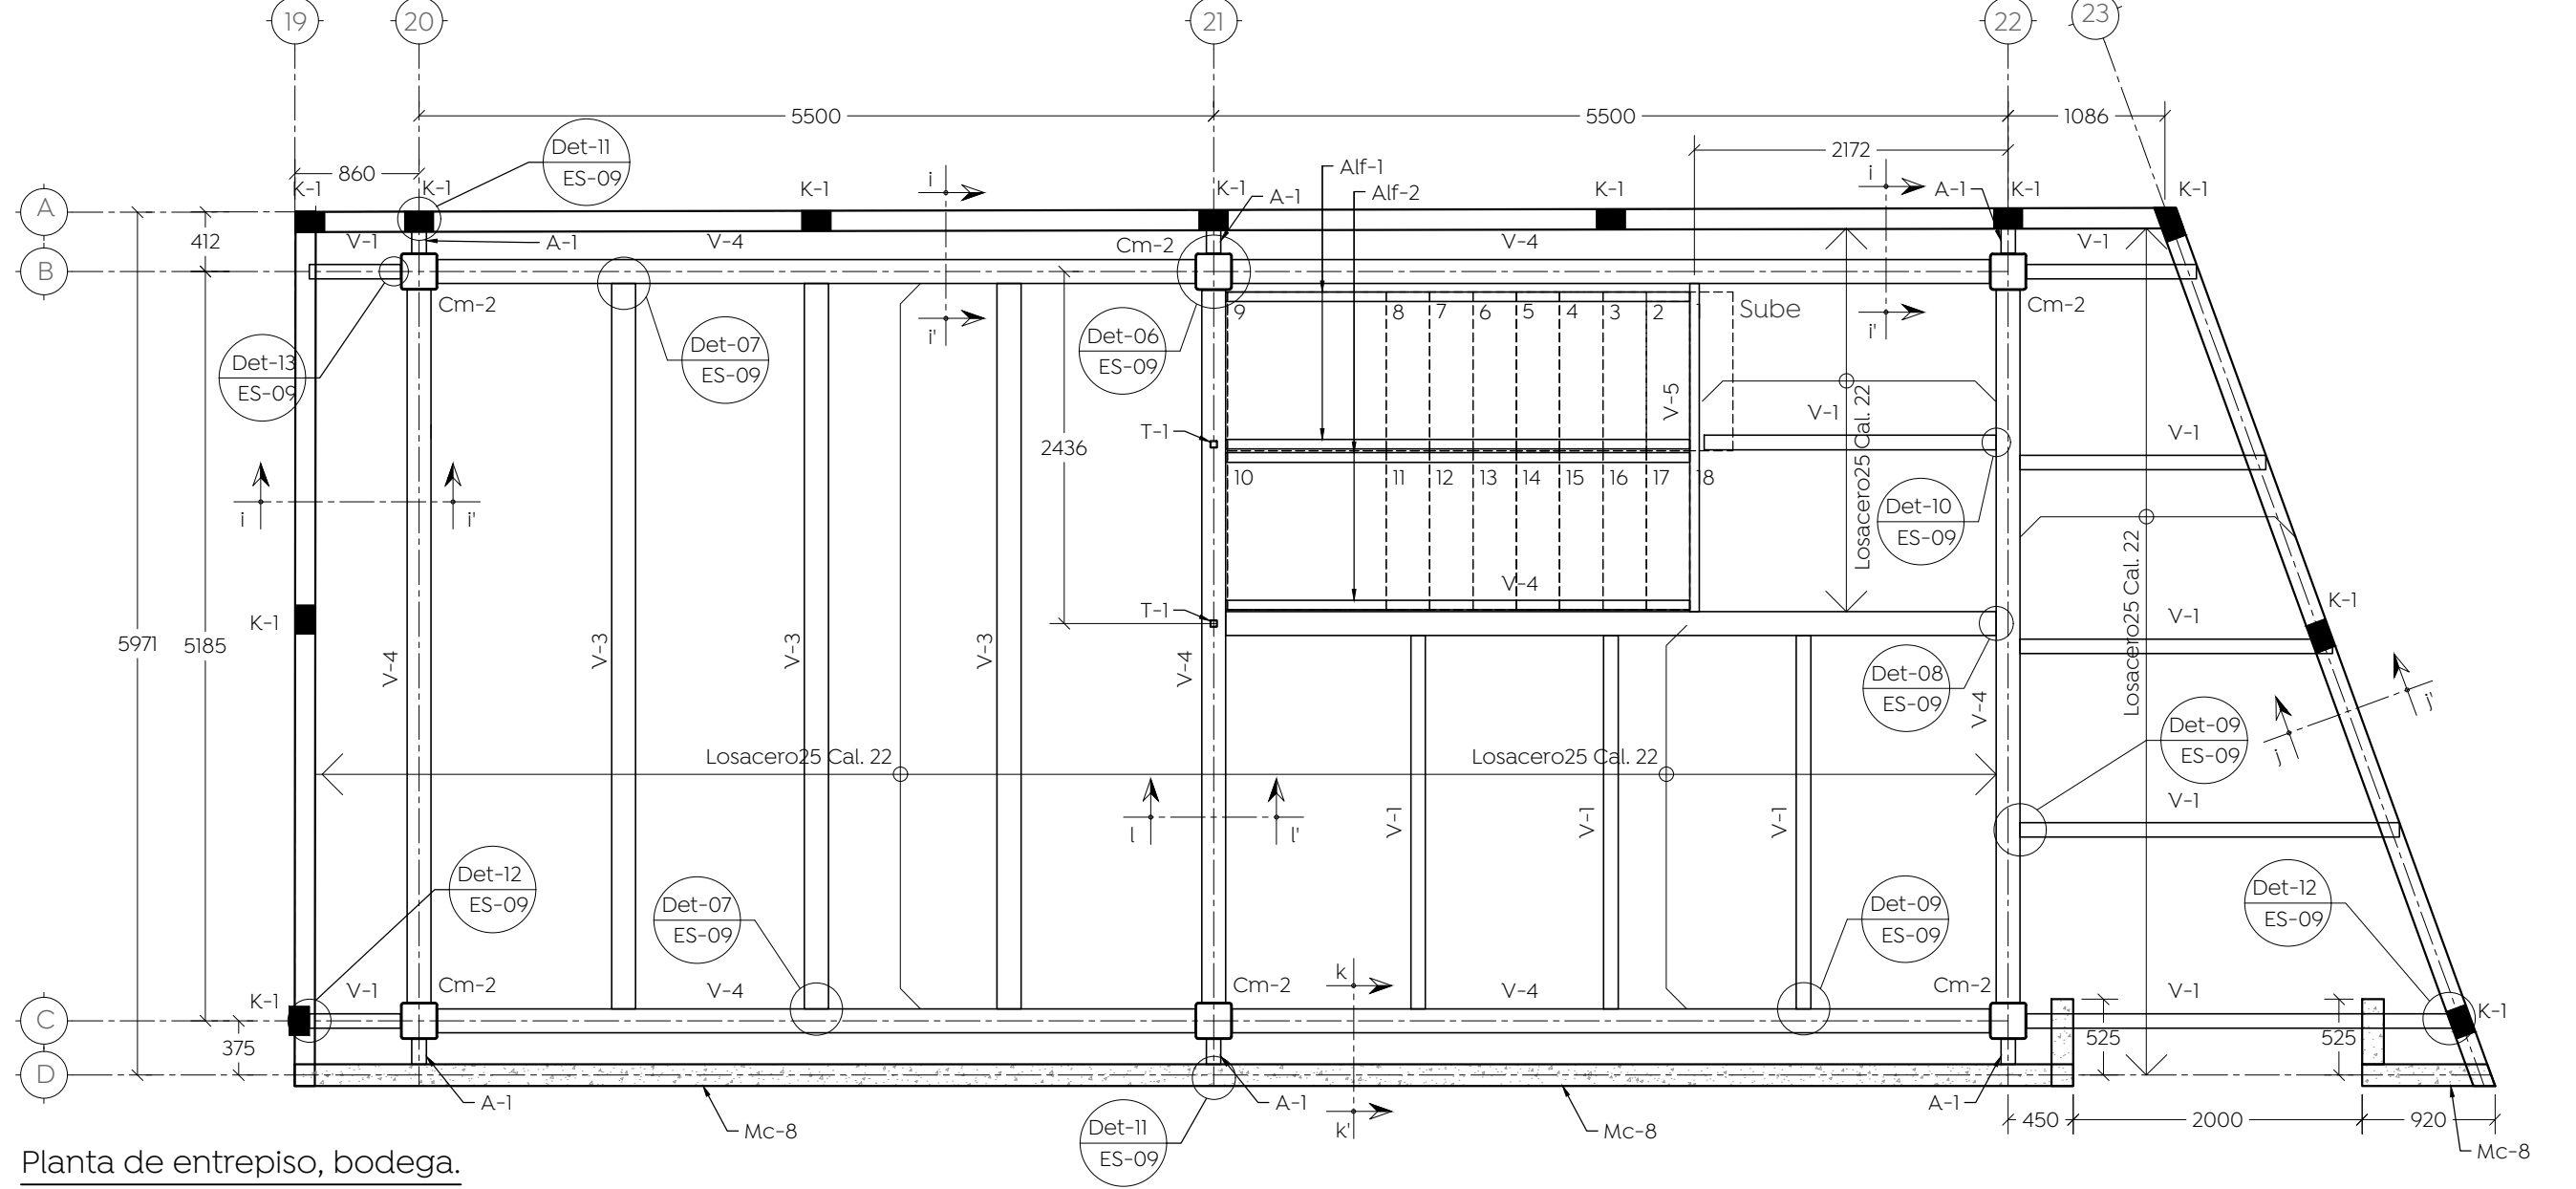 19 20 21 22 23
5500 5500 1086
2172
860
Det-11
ES-09
i i
Alf-1
Alf-2
K-1 K-1 K-1 K-1 K-1 K-1 K-1
A-1 A-1
A
412
V-1 A-1 V-4 Cm-2 V-4 V-1
B
Cm-2 Cm-2
i' i'
9 8 7 6 5 4 3 2 1 Sube
Det-13
ES-09
Det-07
ES-09
Det-06
ES-09
V-5
V-1
Losacero25 Cal. 22
T-1
2436
V-1
10 11 12 13 14 15 16 17 18
Det-10
ES-09
i i'
V-4
Losacero25 Cal. 22
T-1
K-1
V-1
K-1
5971 5185
V-4 V-3 V-3 V-3 V-4
Det-08
ES-09
V-4
j j'
Det-09
ES-09
Losacero25 Cal. 22 Losacero25 Cal. 22
V-1 V-1 V-1
V-1
l l'
Det-12
ES-09
Det-07
ES-09
Det-09
ES-09
Det-12
ES-09
k
K-1 V-1 Cm-2 V-4 Cm-2 V-4 Cm-2 V-1 K-1
C
375
525 525
D
A-1 A-1 A-1
450 2000 920
Mc-8 Mc-8 Mc-8
Det-11
ES-09
k'
Planta de entrepiso, bodega.